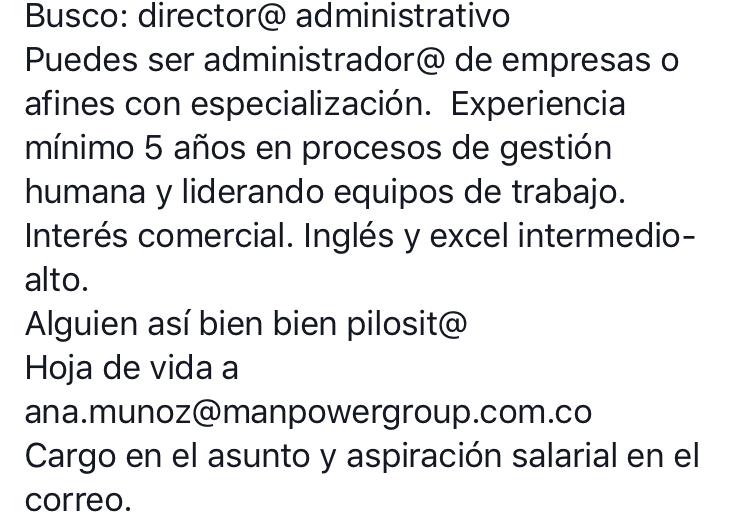 Busco: director@ administrativo
Puedes ser administrador@ de empresas o
afines con especialización.  Experiencia
mínimo 5 años en procesos de gestión
humana y liderando equipos de trabajo.
Interés comercial. Inglés y excel intermedio-
alto.
Alguien así bien bien pilosit@
Hoja de vida a
ana.munoz@manpowergroup.com.co
Cargo en el asunto y aspiración salarial en el
correo.